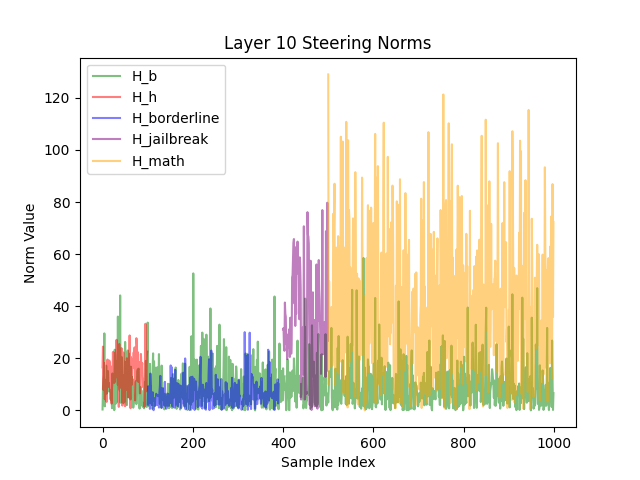 Layer 10 Steering Norms
H_b
H_h
H_borderline
H_jailbreak
H_math
Norm Value
120
100
80
60
40
20
0
0 200 400 600 800 1000
Sample Index